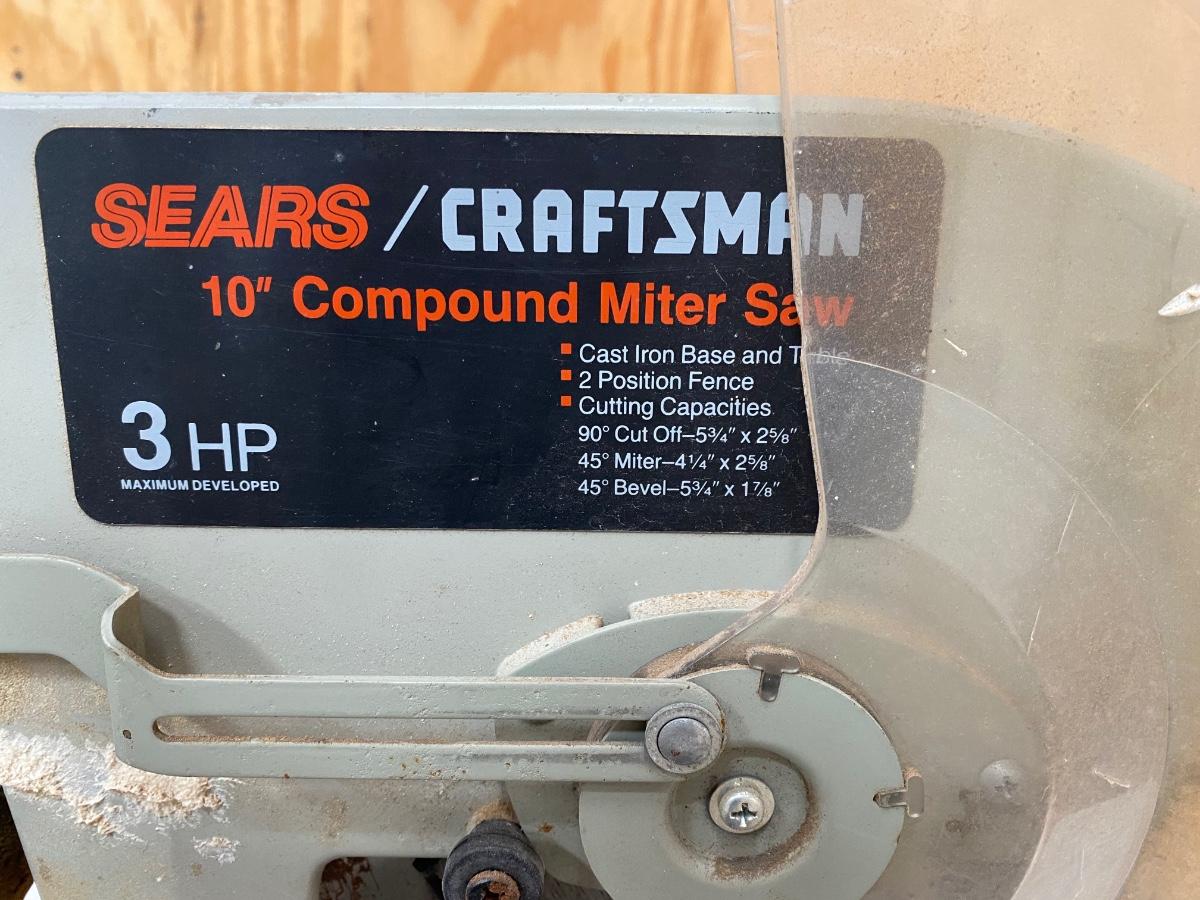 SEARS / CRAFTSMAN
10" Compound Miter Saw
Cast Iron Base and Table
2 Position Fence
Cutting Capacities
90° Cut Off–5¾" x 2⅝"
45° Miter–4¼" x 2⅝"
45° Bevel–5¾" x 1⅞"
3 HP
MAXIMUM DEVELOPED